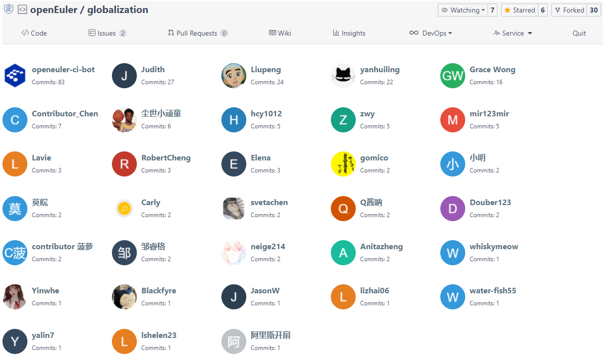 openEuler / globalization
Watching 7 Starred 6 Forked 30
Code Issues 2 Pull Requests 0 Wiki Insights DevOps Service Quit
openeuler-ci-bot Judith Liupeng yanhuiling GW Grace Wong
Commits: 83 J Commits: 27 Commits: 24 Commits: 22 Commits: 16
Contributor_Chen 尘世小顽童 hcy1012 zwy mir123mir
C Commits: 7 Commits: 6 H Commits: 5 Z Commits: 5 M Commits: 5
Lavie RobertCheng Elena gomico 小明
L Commits: 3 R Commits: 3 E Commits: 3 Commits: 2 小 Commits: 2
莫皖 Carly svetachen Q茜呐 Douber123
莫 Commits: 2 Commits: 2 Commits: 2 Q Commits: 2 D Commits: 2
contributor 菠萝 邹睿格 neige214 Anitazheng whiskymeow
C菠 Commits: 2 邹 Commits: 2 Commits: 2 A Commits: 2 W Commits: 1
Yinwhe Blackfyre JasonW lizhai06 water-fish55
Commits: 1 Commits: 1 J Commits: 1 L Commits: 1 W Commits: 1
yalin7 lshelen23 阿里斯开扇
Y Commits: 1 L Commits: 1 阿 Commits: 1